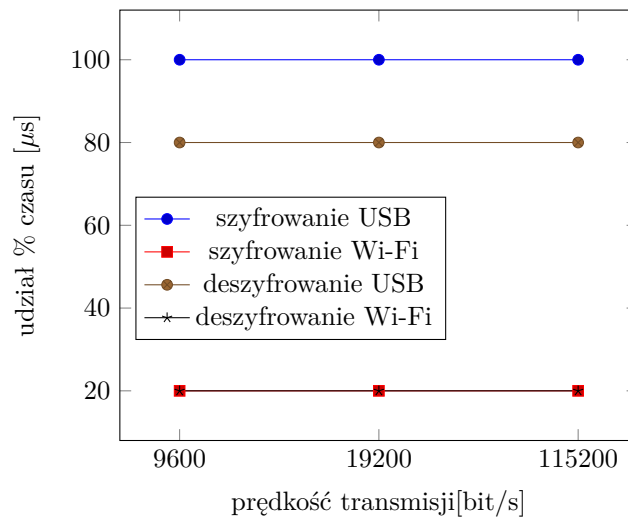 100
80
60
40
20
udział % czasu [µs]
szyfrowanie USB
szyfrowanie Wi-Fi
deszyfrowanie USB
deszyfrowanie Wi-Fi
9600 19200 115200
prędkość transmisji[bit/s]